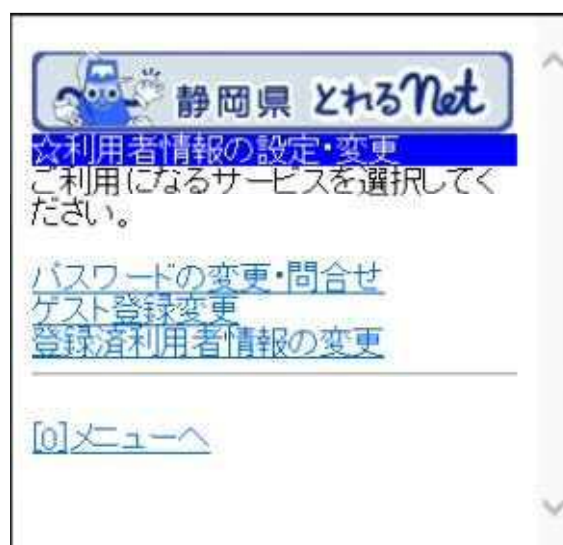 静岡県 とれるNet
☆利用者情報の設定・変更
ご利用になるサービスを選択してく
ださい。
パスワードの変更・問合せ
ゲスト登録変更
登録済利用者情報の変更
[0]メニューへ